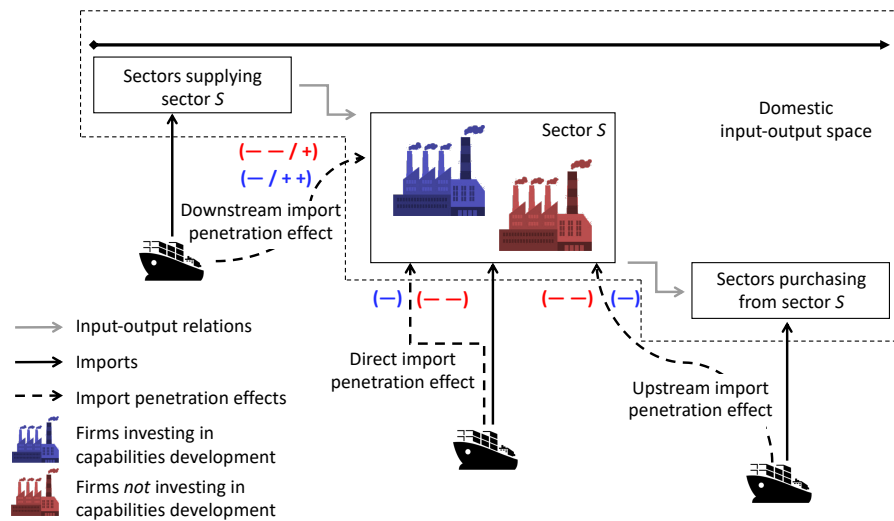 Sectors supplying
sector S
Sector S
Domestic
input-output space
(— — / +)
(— / + +)
Downstream import
penetration effect
Sectors purchasing
from sector S
(—) (— —) (— —) (—)
Input-output relations
Imports
Import penetration effects
Direct import
penetration effect
Upstream import
penetration effect
Firms investing in
capabilities development
Firms not investing in
capabilities development